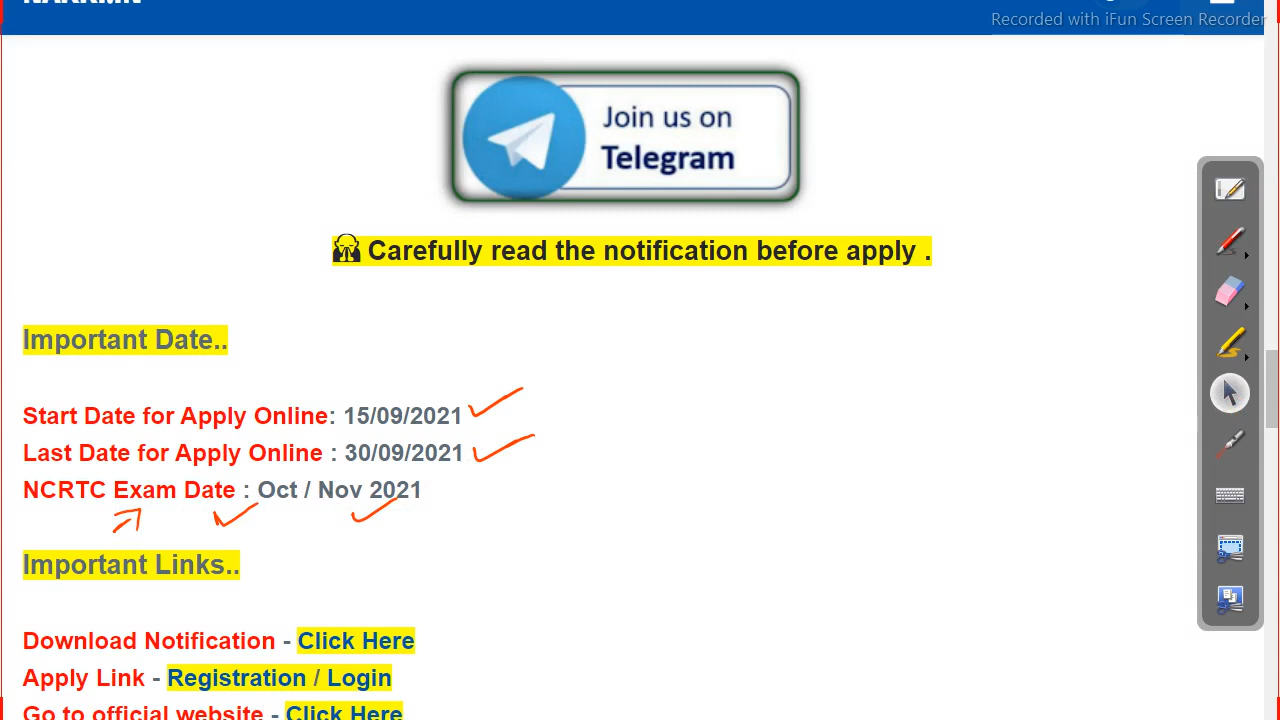 Recorded with iFun Screen Recorder
Join us on
Telegram
Carefully read the notification before apply .
Important Date..
Start Date for Apply Online: 15/09/2021
Last Date for Apply Online : 30/09/2021
NCRTC Exam Date : Oct / Nov 2021
Important Links..
Download Notification - Click Here
Apply Link - Registration / Login
Go to official website - Click Here